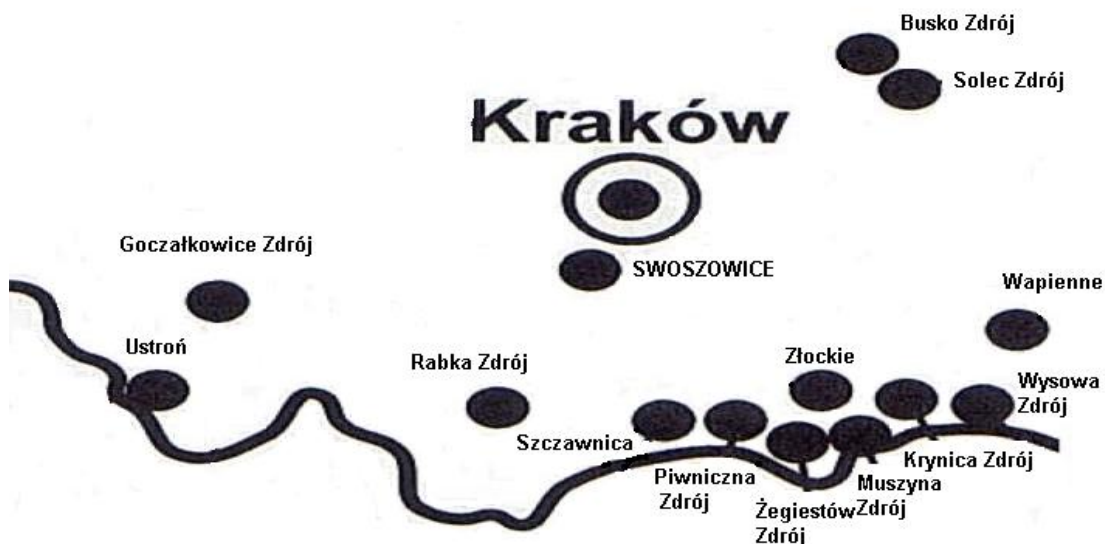 Busko Zdrój
Solec Zdrój
Kraków
Goczałkowice Zdrój
SWOSZOWICE
Wapienne
Ustroń
Rabka Zdrój
Złockie
Wysowa
Zdrój
Szczawnica
Krynica Zdrój
Piwniczna
Zdrój
Muszyna
Zdrój
Żegiestów
Zdrój